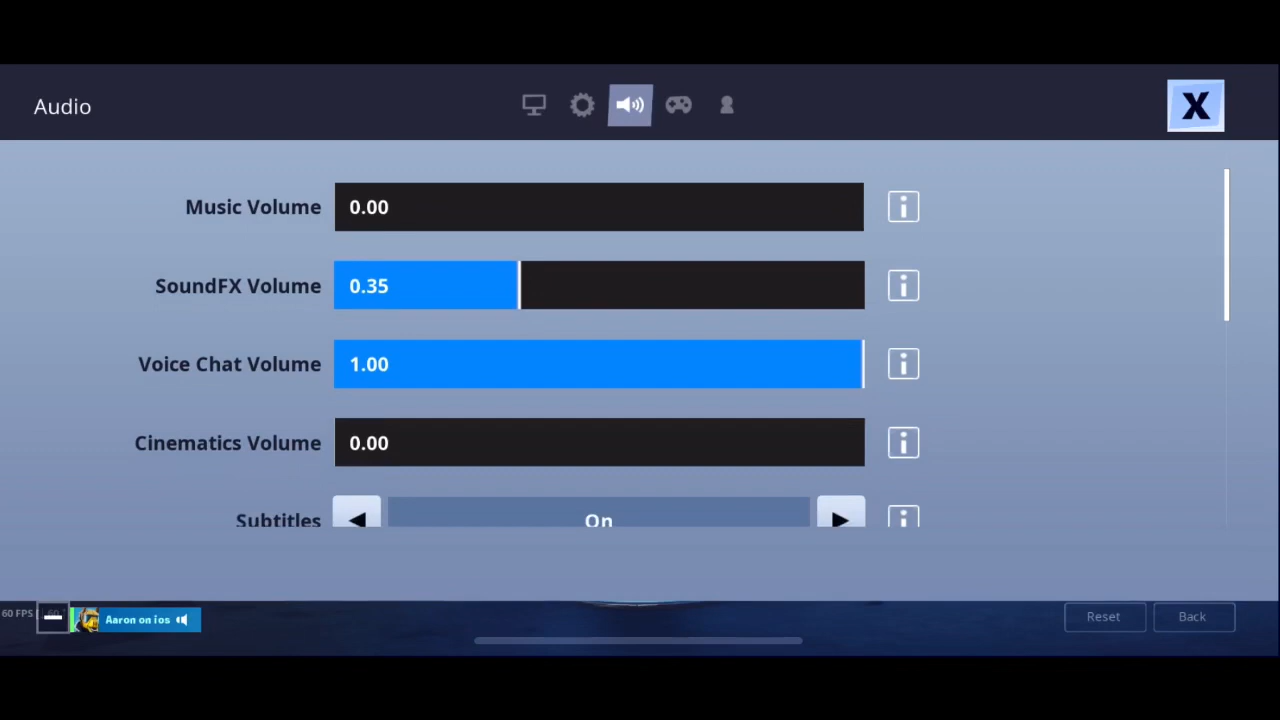 Audio
X
Music Volume 0.00
SoundFX Volume 0.35
Voice Chat Volume 1.00
Cinematics Volume 0.00
Subtitles On
60 FPS
Aaron on ios
Reset Back